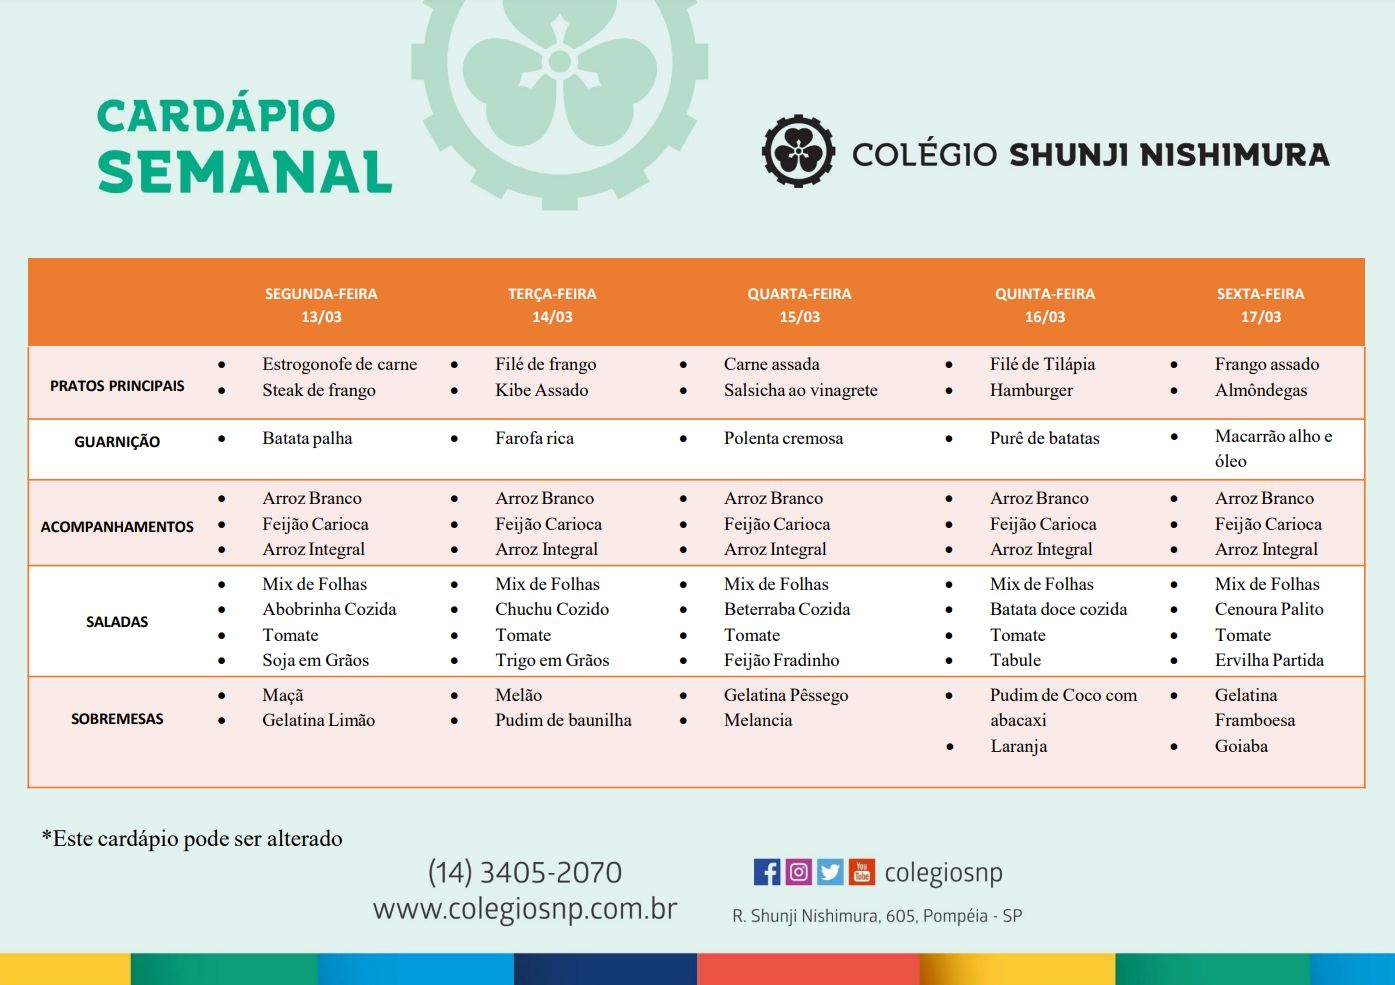 CARDÁPIO
SEMANAL
COLÉGIO SHUNJI NISHIMURA
SEGUNDA-FEIRA
13/03
TERÇA-FEIRA
14/03
QUARTA-FEIRA
15/03
QUINTA-FEIRA
16/03
SEXTA-FEIRA
17/03
PRATOS PRINCIPAIS
• Estrogonofe de carne
• Steak de frango
• Filé de frango
• Kibe Assado
• Carne assada
• Salsicha ao vinagrete
• Filé de Tilápia
• Hamburger
• Frango assado
• Almôndegas
GUARNIÇÃO
• Batata palha
• Farofa rica
• Polenta cremosa
• Purê de batatas
• Macarrão alho e
óleo
ACOMPANHAMENTOS
• Arroz Branco
• Feijão Carioca
• Arroz Integral
• Arroz Branco
• Feijão Carioca
• Arroz Integral
• Arroz Branco
• Feijão Carioca
• Arroz Integral
• Arroz Branco
• Feijão Carioca
• Arroz Integral
• Arroz Branco
• Feijão Carioca
• Arroz Integral
SALADAS
• Mix de Folhas
• Abobrinha Cozida
• Tomate
• Soja em Grãos
• Mix de Folhas
• Chuchu Cozido
• Tomate
• Trigo em Grãos
• Mix de Folhas
• Beterraba Cozida
• Tomate
• Feijão Fradinho
• Mix de Folhas
• Batata doce cozida
• Tomate
• Tabule
• Mix de Folhas
• Cenoura Palito
• Tomate
• Ervilha Partida
SOBREMESAS
• Maçã
• Gelatina Limão
• Melão
• Pudim de baunilha
• Gelatina Pêssego
• Melancia
• Pudim de Coco com
abacaxi
• Laranja
• Gelatina
Framboesa
• Goiaba
*Este cardápio pode ser alterado
(14) 3405-2070
www.colegiosnp.com.br
You
Tube
colegiosnp
R. Shunji Nishimura, 605, Pompéia - SP